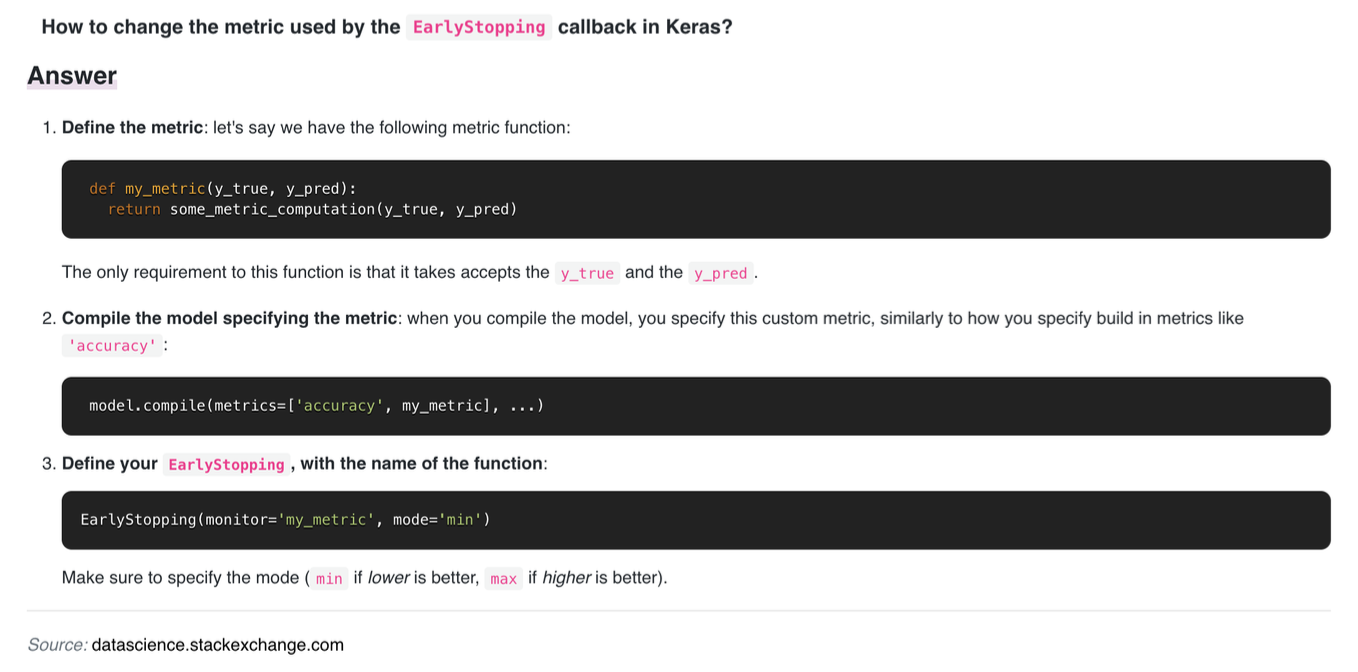 How to change the metric used by the EarlyStopping callback in Keras?
Answer
1. Define the metric: let's say we have the following metric function:
def my_metric(y_true, y_pred):
return some_metric_computation(y_true, y_pred)
The only requirement to this function is that it takes accepts the y_true and the y_pred .
2. Compile the model specifying the metric: when you compile the model, you specify this custom metric, similarly to how you specify build in metrics like
'accuracy' :
model.compile(metrics=['accuracy', my_metric], ...)
3. Define your EarlyStopping , with the name of the function:
EarlyStopping(monitor='my_metric', mode='min')
Make sure to specify the mode ( min if lower is better, max if higher is better).
Source: datascience.stackexchange.com